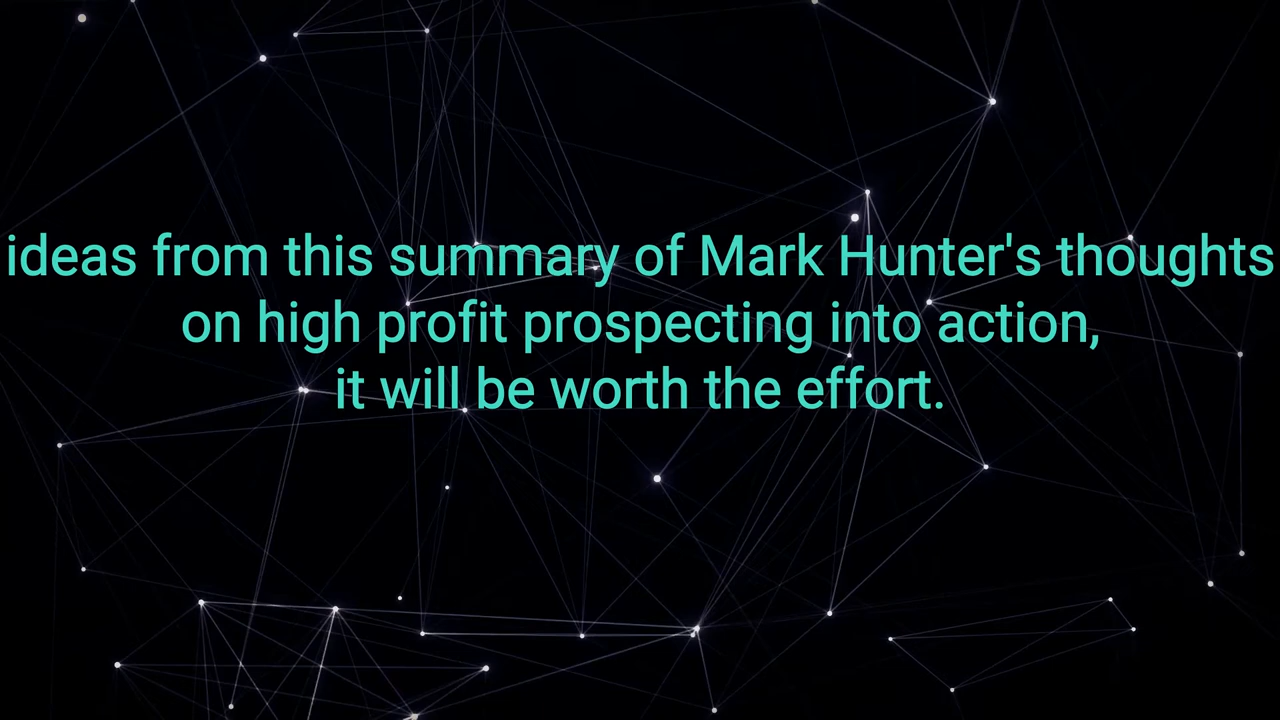 ideas from this summary of Mark Hunter's thoughts
on high profit prospecting into action,
it will be worth the effort.